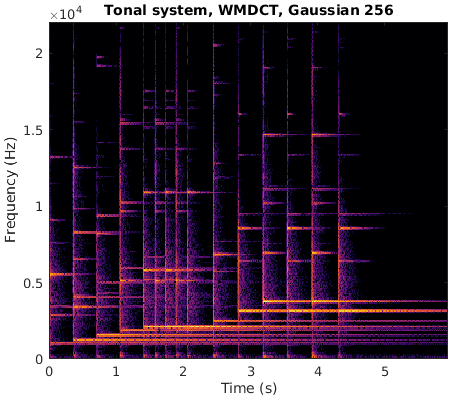 Tonal system, WMDCT, Gaussian 256
×10⁴
2
1.5
1
0.5
0
0 1 2 3 4 5
Frequency (Hz)
Time (s)